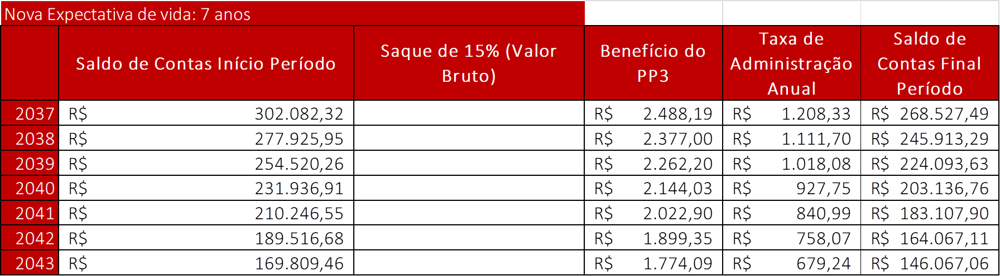 Nova Expectativa de vida: 7 anos
Saldo de Contas Início Período Saque de 15% (Valor Bruto) Benefício do PP3 Taxa de Administração Anual Saldo de Contas Final Período
2037 R$ 302.082,32 R$ 2.488,19 R$ 1.208,33 R$ 268.527,49
2038 R$ 277.925,95 R$ 2.377,00 R$ 1.111,70 R$ 245.913,29
2039 R$ 254.520,26 R$ 2.262,20 R$ 1.018,08 R$ 224.093,63
2040 R$ 231.936,91 R$ 2.144,03 R$ 927,75 R$ 203.136,76
2041 R$ 210.246,55 R$ 2.022,90 R$ 840,99 R$ 183.107,90
2042 R$ 189.516,68 R$ 1.899,35 R$ 758,07 R$ 164.067,11
2043 R$ 169.809,46 R$ 1.774,09 R$ 679,24 R$ 146.067,06